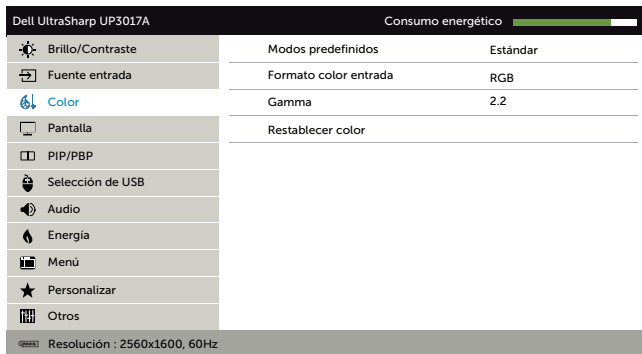 Dell UltraSharp UP3017A Consumo energético
Brillo/Contraste Modos predefinidos Estándar
Fuente entrada Formato color entrada RGB
Color Gamma 2.2
Pantalla Restablecer color
PIP/PBP
Selección de USB
Audio
Energía
Menú
Personalizar
Otros
Resolución : 2560x1600, 60Hz